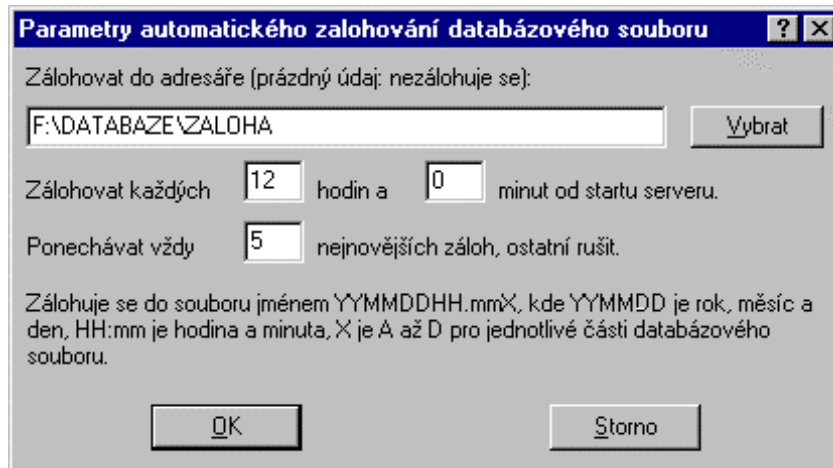 Parametry automatického zalohování databázového souboru
Zálohovat do adresáře (prázdný údaj: nezálohuje se):
F:\DATABAZE\ZALOHA Vybrat
Zálohovat každých 12 hodin a 0 minut od startu serveru.
Ponechávat vždy 5 nejnovějších záloh, ostatní rušit.
Zálohuje se do souboru jménem YYMMDDHH.mmX, kde YYMMDD je rok, měsíc a
den, HH:mm je hodina a minuta, X je A až D pro jednotlivé části databázového
souboru.
OK Storno